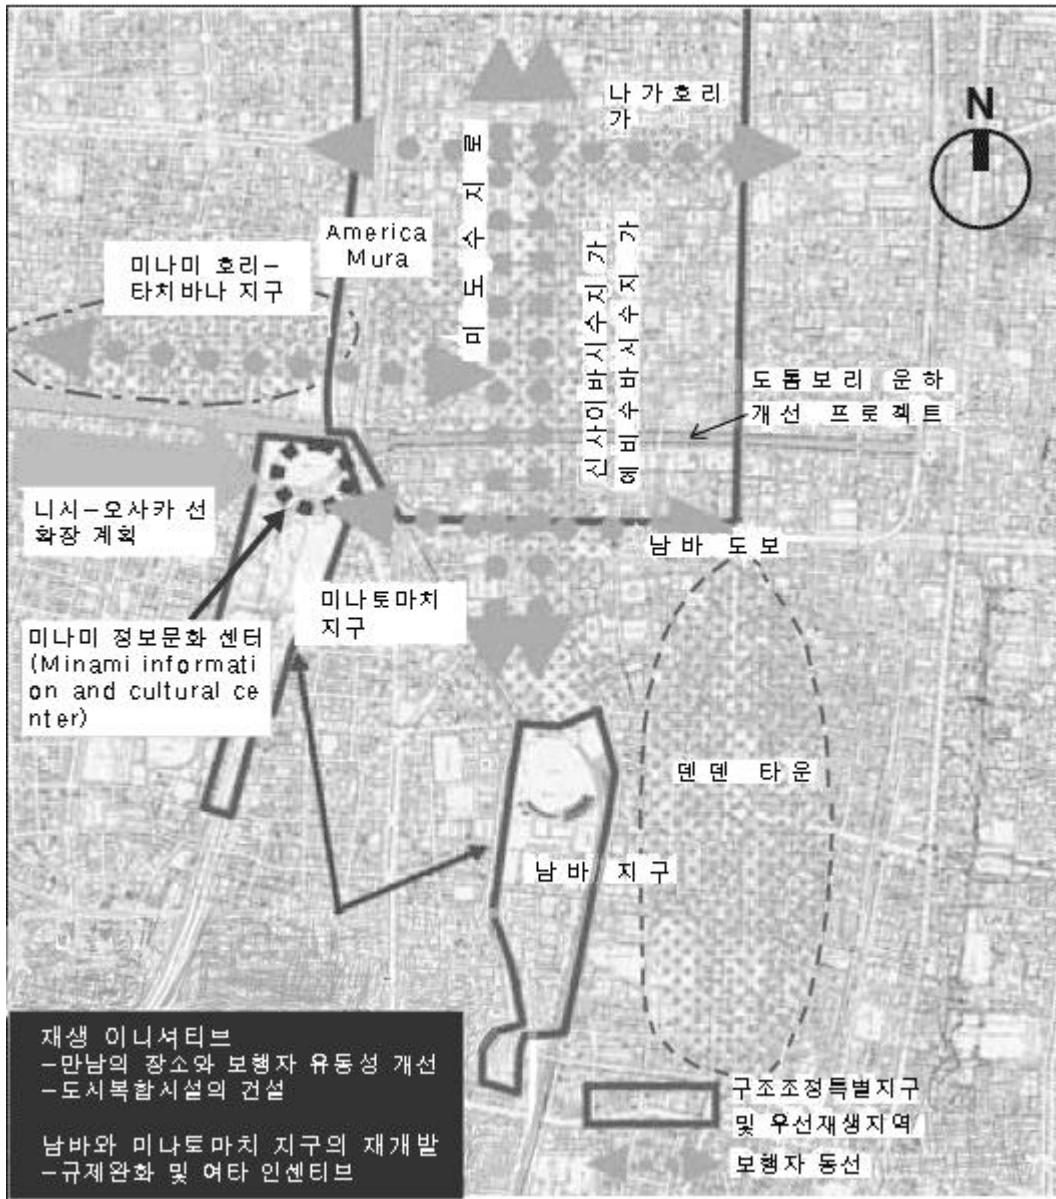 나가호리
가
N
미도수지로
America
Mura
신사이바시수지가
에비수바시수지가
미나미 호리-
타치바나 지구
도톰보리 운하
개선 프로젝트
니시-오사카 선
확장 계획
남바 도보
미나토마치
지구
미나미 정보문화 센터
(Minami informati
on and cultural ce
nter)
덴덴 타운
남바 지구
재생 이니셔티브
-만남의 장소와 보행자 유동성 개선
-도시복합시설의 건설
남바와 미나토마치 지구의 재개발
-규제완화 및 여타 인센티브
구조조정특별지구
및 우선재생지역
보행자 동선